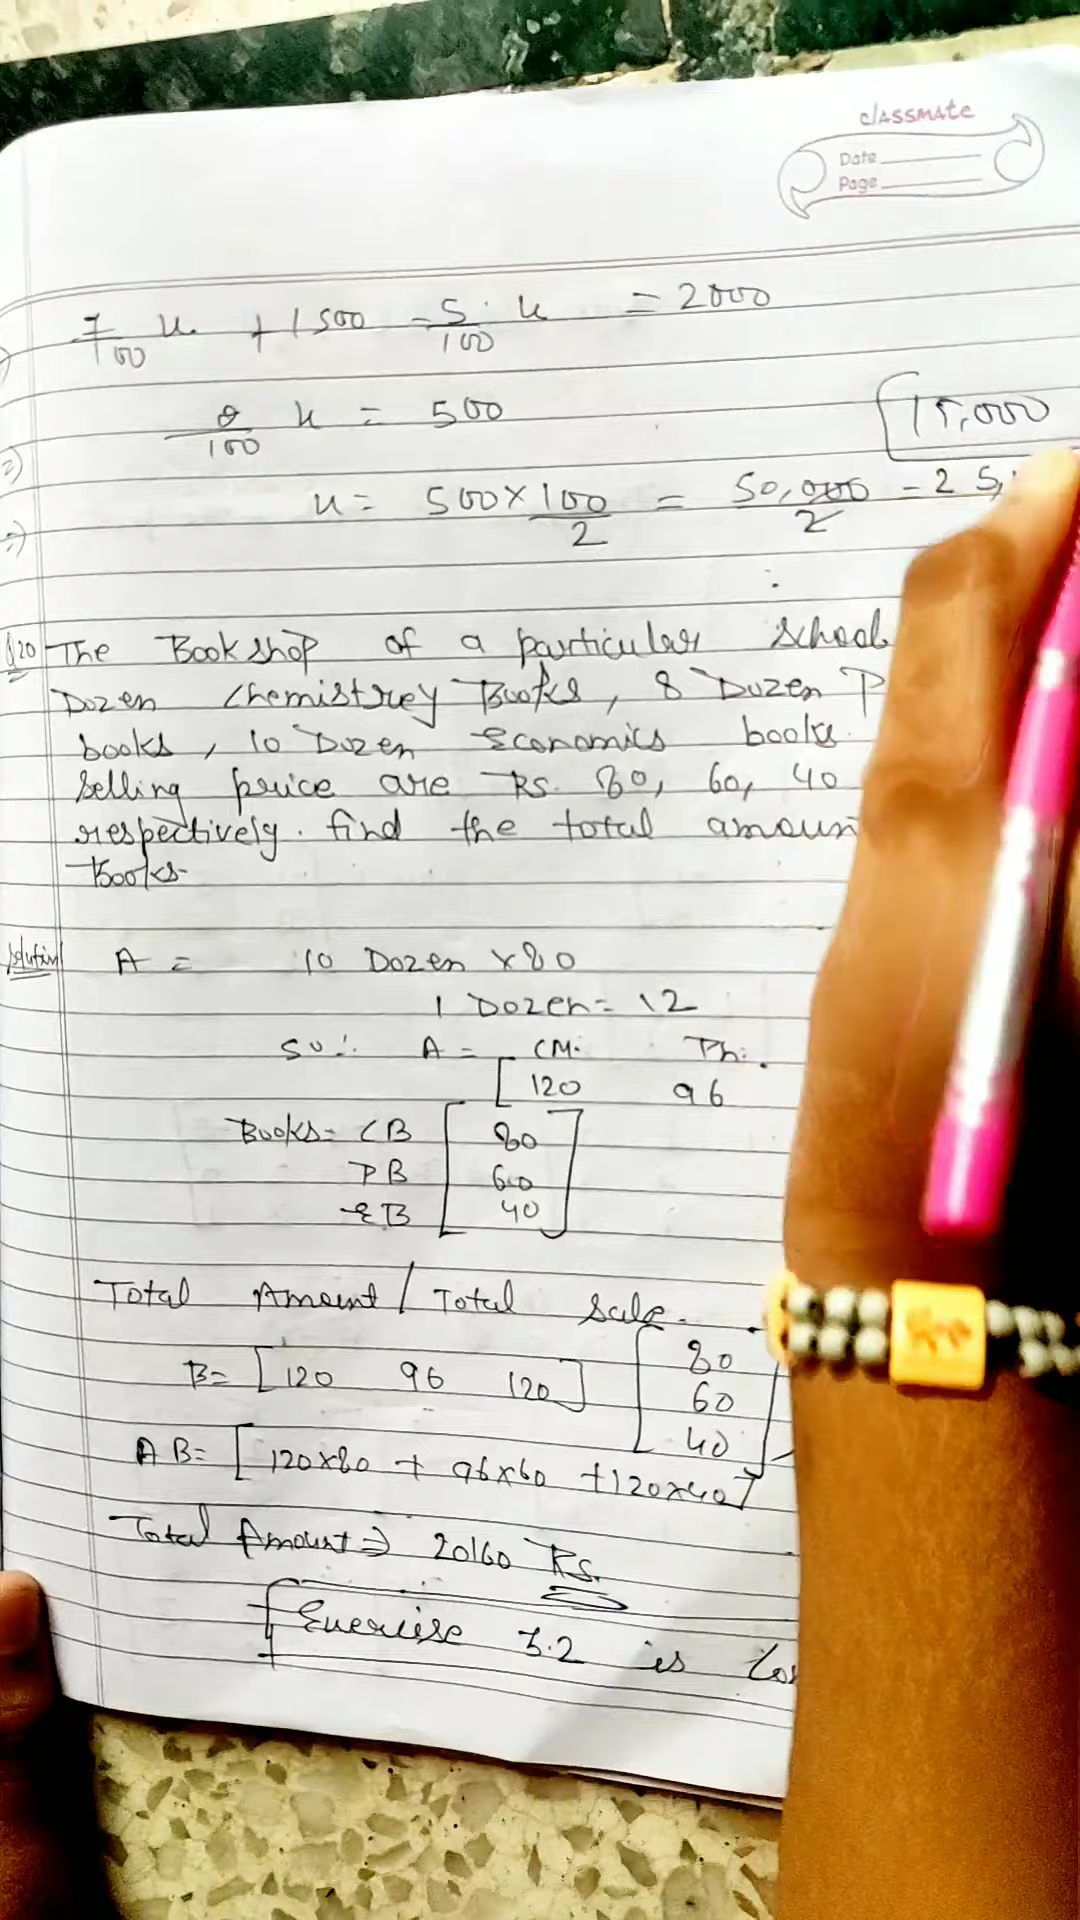 classmate
Date
Page
7/100 x + 1500 - 5/100 x = 2000
2/100 x = 500
15,000
x = 500 × 100/2 = 50,000/2 = 25,
Q20 The Book shop of a particular school
Dozen chemistrey Books, 8 Dozen P
books, 10 Dozen Economics books.
Selling price are Rs. 80, 60, 40
respectively. find the total amoun
Books-
Solution A = 10 Dozen × 80
1 Dozen = 12
So ∴ A = CM. Ph.
[120 96
Books = CB [80]
PB [60]
EB [40]
Total Amount / Total Sale.
B = [120 96 120] [80
60
40]
AB = [120×80 + 96×60 + 120×40]
Total Amount ⇒ 20160 Rs.
Exercise 3.2 is